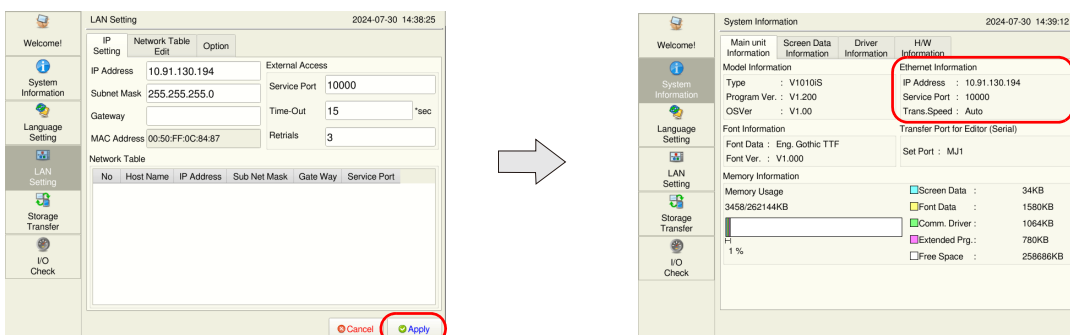 LAN Setting 2024-07-30 14:38:25
Welcome!
System
Information
Language
Setting
LAN
Setting
Storage
Transfer
I/O
Check
IP
Setting
Network Table
Edit
Option
IP Address 10.91.130.194
Subnet Mask 255.255.255.0
Gateway
MAC Address 00:50:FF:0C:84:87
External Access
Service Port 10000
Time-Out 15 *sec
Retrials 3
Network Table
No Host Name IP Address Sub Net Mask Gate Way Service Port
Cancel Apply
System Information 2024-07-30 14:39:12
Welcome!
System
Information
Language
Setting
LAN
Setting
Storage
Transfer
I/O
Check
Main unit
Information
Screen Data
Information
Driver
Information
H/W
Information
Model Information
Type : V1010iS
Program Ver. : V1.200
OSVer : V1.00
Ethernet Information
IP Address : 10.91.130.194
Service Port : 10000
Trans.Speed : Auto
Font Information
Font Data : Eng. Gothic TTF
Font Ver. : V1.000
Transfer Port for Editor (Serial)
Set Port : MJ1
Memory Information
Memory Usage
3458/262144KB
1 %
Screen Data : 34KB
Font Data : 1580KB
Comm. Driver : 1064KB
Extended Prg. : 780KB
Free Space : 258686KB